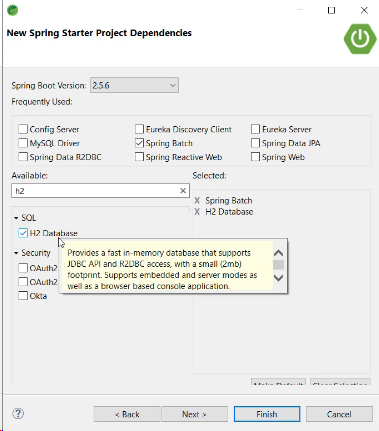 New Spring Starter Project Dependencies
Spring Boot Version: 2.5.6
Frequently Used:
Config Server Eureka Discovery Client Eureka Server
MySQL Driver Spring Batch Spring Data JPA
Spring Data R2DBC Spring Reactive Web Spring Web
Available: Selected:
h2 X
X Spring Batch
X H2 Database
SQL
H2 Database
Security
OAuth2
OAuth2
Okta
Provides a fast in-memory database that supports
JDBC API and R2DBC access, with a small (2mb)
footprint. Supports embedded and server modes as
well as a browser based console application.
Make Default Clear Selection
? < Back Next > Finish Cancel